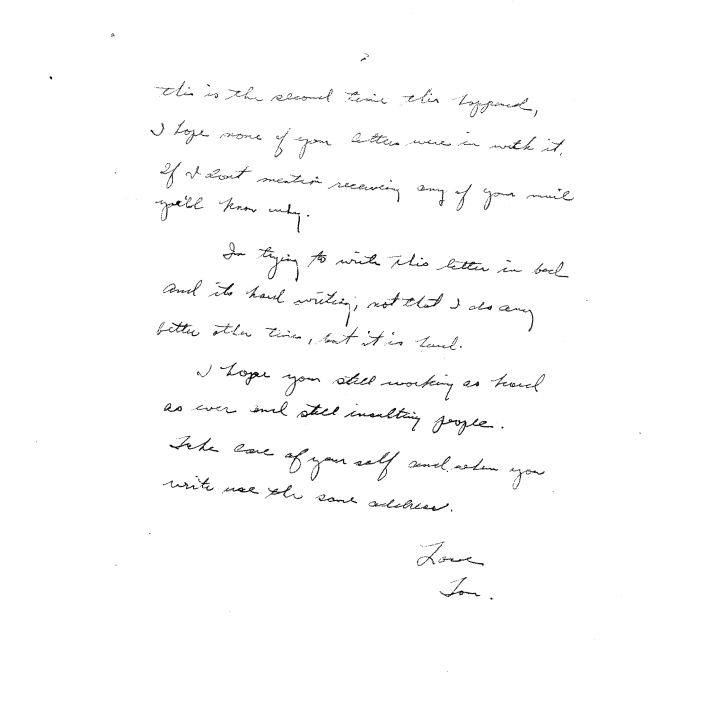 2
this is the second time this happend,
I hope none of your letters were in with it.
If I dont mention receiving any of your mail
you'll know why.
Im trying to write this letter in bed
and its hard writing, not that I do any
better other times, but it is hard.
I hope your still working as hard
as ever and still insulting people.
Take care of your self and when you
write use the same address.
Love